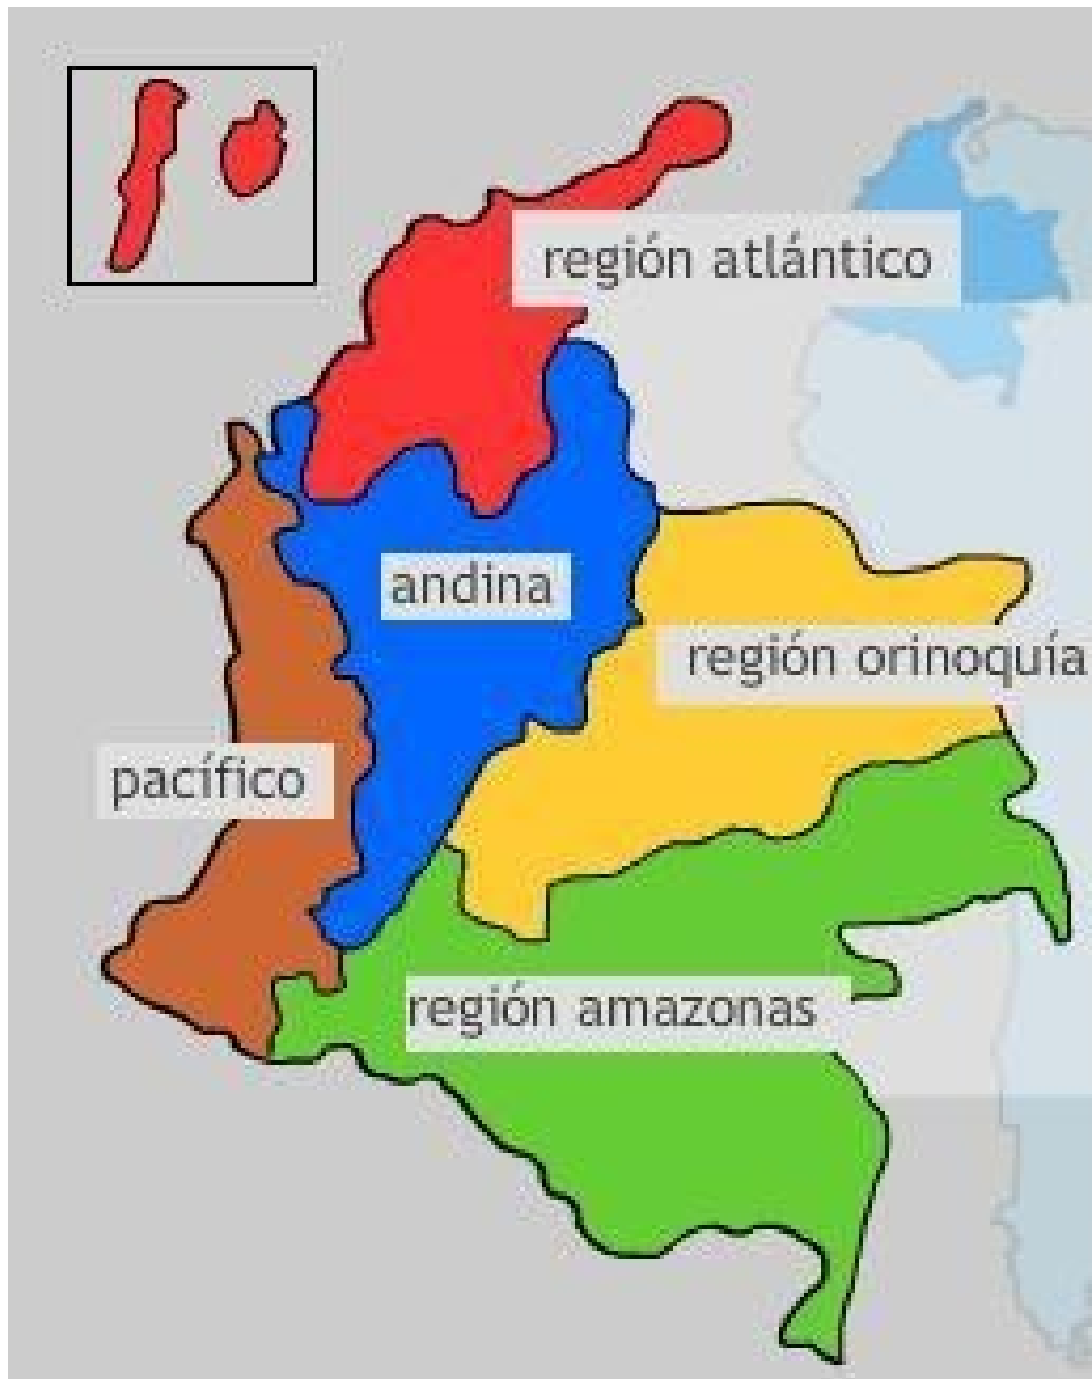 región atlántico
andina
región orinoquía
pacífico
región amazonas